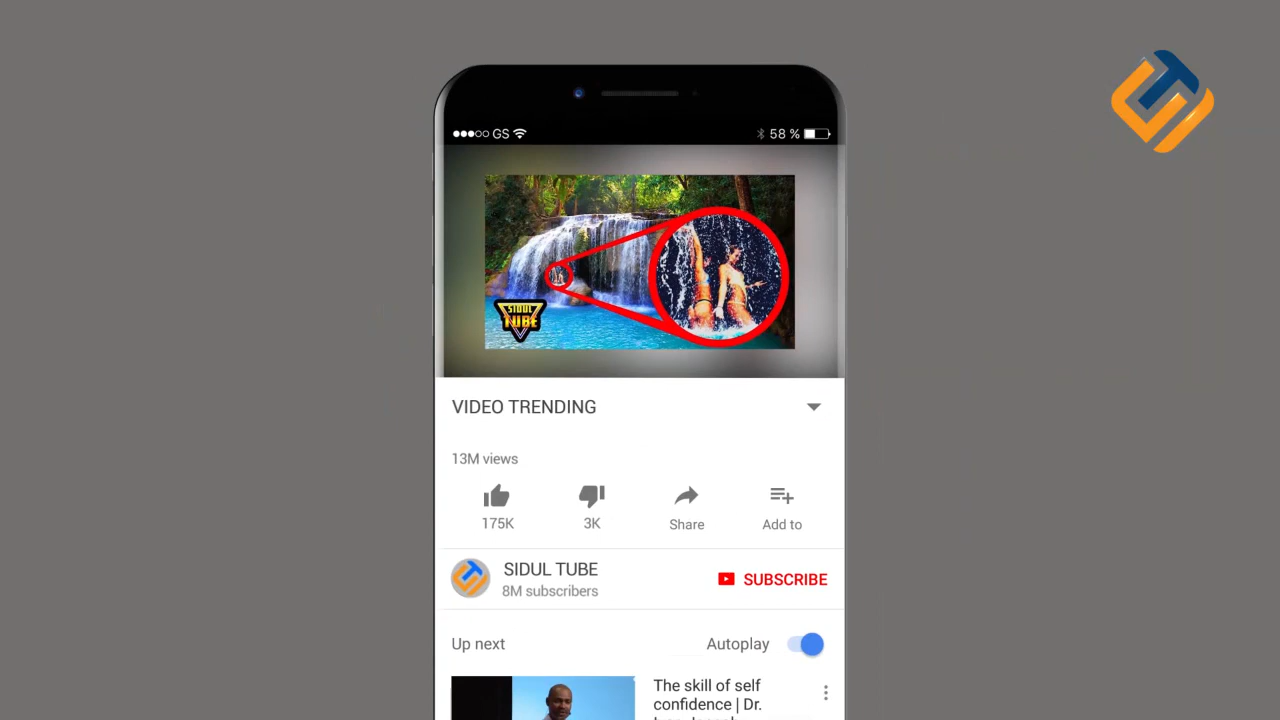 GS 58 %
SIDUL
TUBE
VIDEO TRENDING
13M views
175K 3K Share Add to
SIDUL TUBE
8M subscribers
SUBSCRIBE
Up next Autoplay
The skill of self
confidence | Dr.